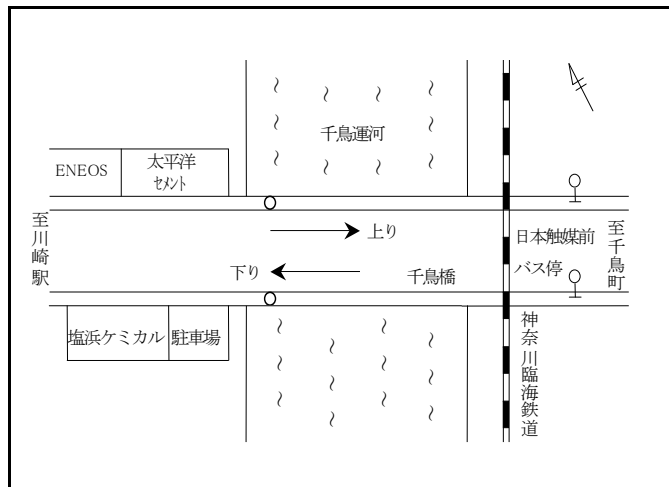 千鳥運河
ENEOS
太平洋
セメント
至川崎駅
上り
日本触媒前
バス停
至千鳥町
下り
千鳥橋
塩浜ケミカル
駐車場
神奈川臨海鉄道